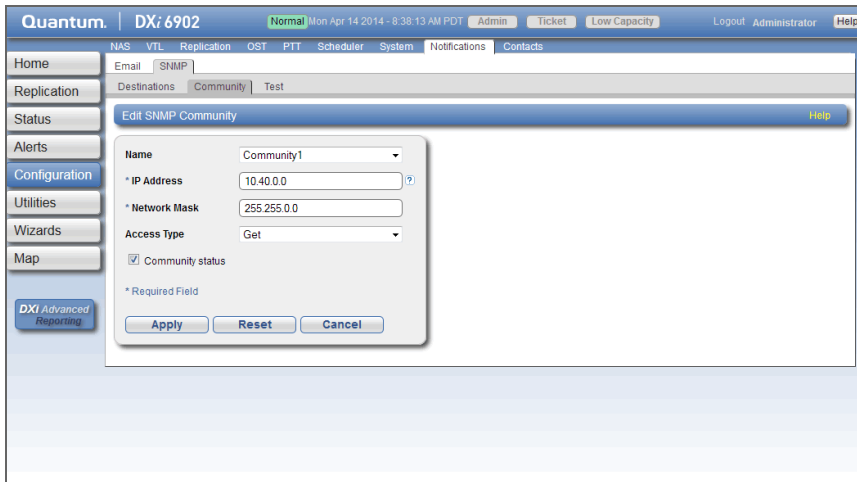 Quantum. DXi 6902 Normal Mon Apr 14 2014 - 8:38:13 AM PDT Admin Ticket Low Capacity Logout Administrator Help
NAS VTL Replication OST PTT Scheduler System Notifications Contacts
Home
Replication
Status
Alerts
Configuration
Utilities
Wizards
Map
DXi Advanced
Reporting
Email SNMP
Destinations Community Test
Edit SNMP Community Help
Name Community1
* IP Address 10.40.0.0 ?
* Network Mask 255.255.0.0
Access Type Get
Community status
* Required Field
Apply Reset Cancel